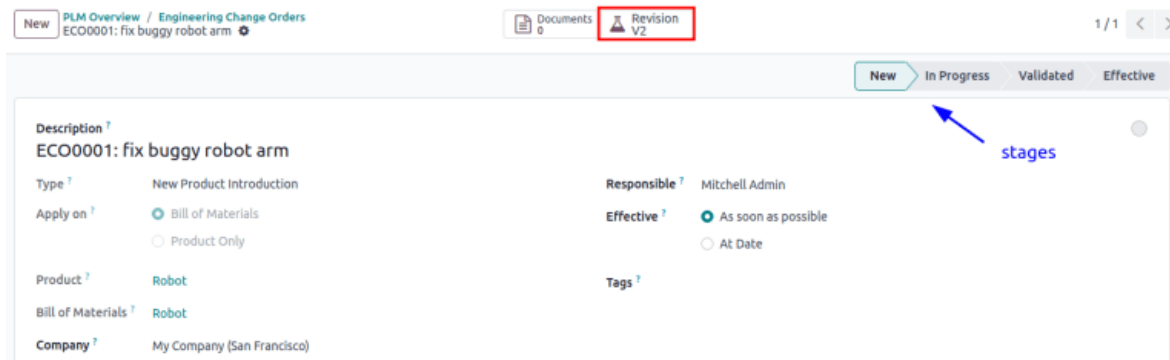 New
PLM Overview / Engineering Change Orders
ECO0001: fix buggy robot arm
Documents
0
Revision
V2
1 / 1
New
In Progress
Validated
Effective
stages
Description ?
ECO0001: fix buggy robot arm
Type ? New Product Introduction
Responsible ? Mitchell Admin
Apply on ? Bill of Materials
Product Only
Effective ? As soon as possible
At Date
Product ? Robot
Tags ?
Bill of Materials ? Robot
Company ? My Company (San Francisco)